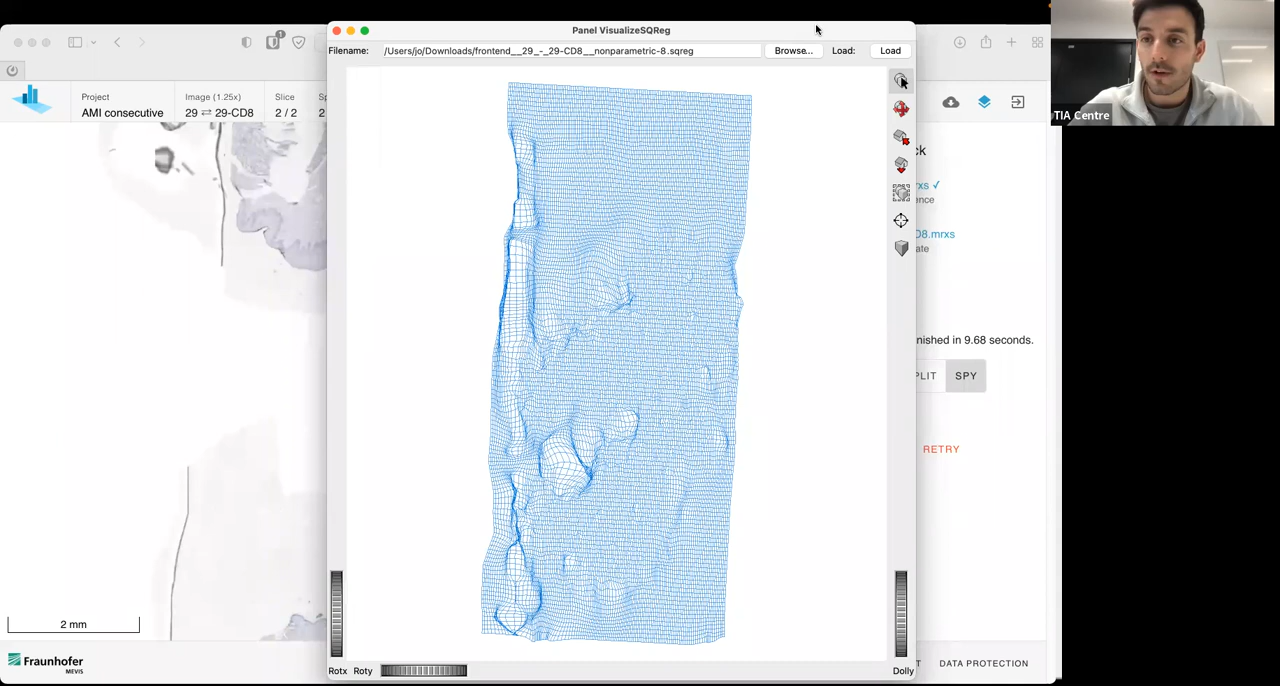 Panel VisualizeSQReg
Filename: /Users/jo/Downloads/frontend__29_-_29-CD8__nonparametric-8.sqreg Browse... Load: Load
Project Image (1.25x) Slice
AMI consecutive 29 ⇄ 29-CD8 2 / 2 2
TIA Centre
ck
rxs ✓
ence
D8.mrxs
ate
nished in 9.68 seconds.
PLIT SPY
RETRY
2 mm
Fraunhofer
MEVIS
Rotx Roty Dolly
T DATA PROTECTION